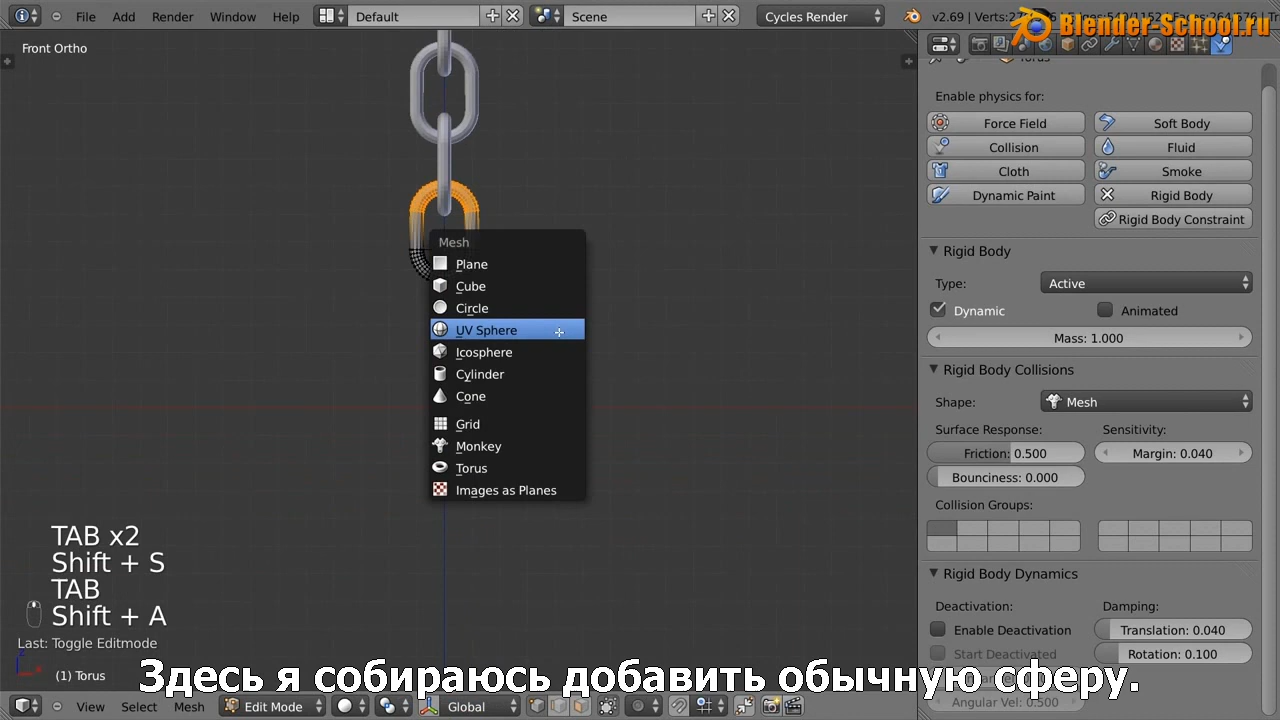 File Add Render Window Help Default Scene Cycles Render v2.69
Blender-School.ru
Front Ortho
Torus
Enable physics for:
Force Field Soft Body
Collision Fluid
Cloth Smoke
Dynamic Paint Rigid Body
Rigid Body Constraint
Rigid Body
Type: Active
Dynamic Animated
Mass: 1.000
Rigid Body Collisions
Shape: Mesh
Surface Response: Sensitivity:
Friction: 0.500 Margin: 0.040
Bounciness: 0.000
Collision Groups:
Rigid Body Dynamics
Deactivation: Damping:
Enable Deactivation Translation: 0.040
Start Deactivated Rotation: 0.100
Angular Vel: 0.500
Mesh
Plane
Cube
Circle
UV Sphere
Icosphere
Cylinder
Cone
Grid
Monkey
Torus
Images as Planes
TAB x2
Shift + S
TAB
Shift + A
Last: Toggle Editmode
(1) Torus
Здесь я собираюсь добавить обычную сферу.
View Select Mesh Edit Mode Global